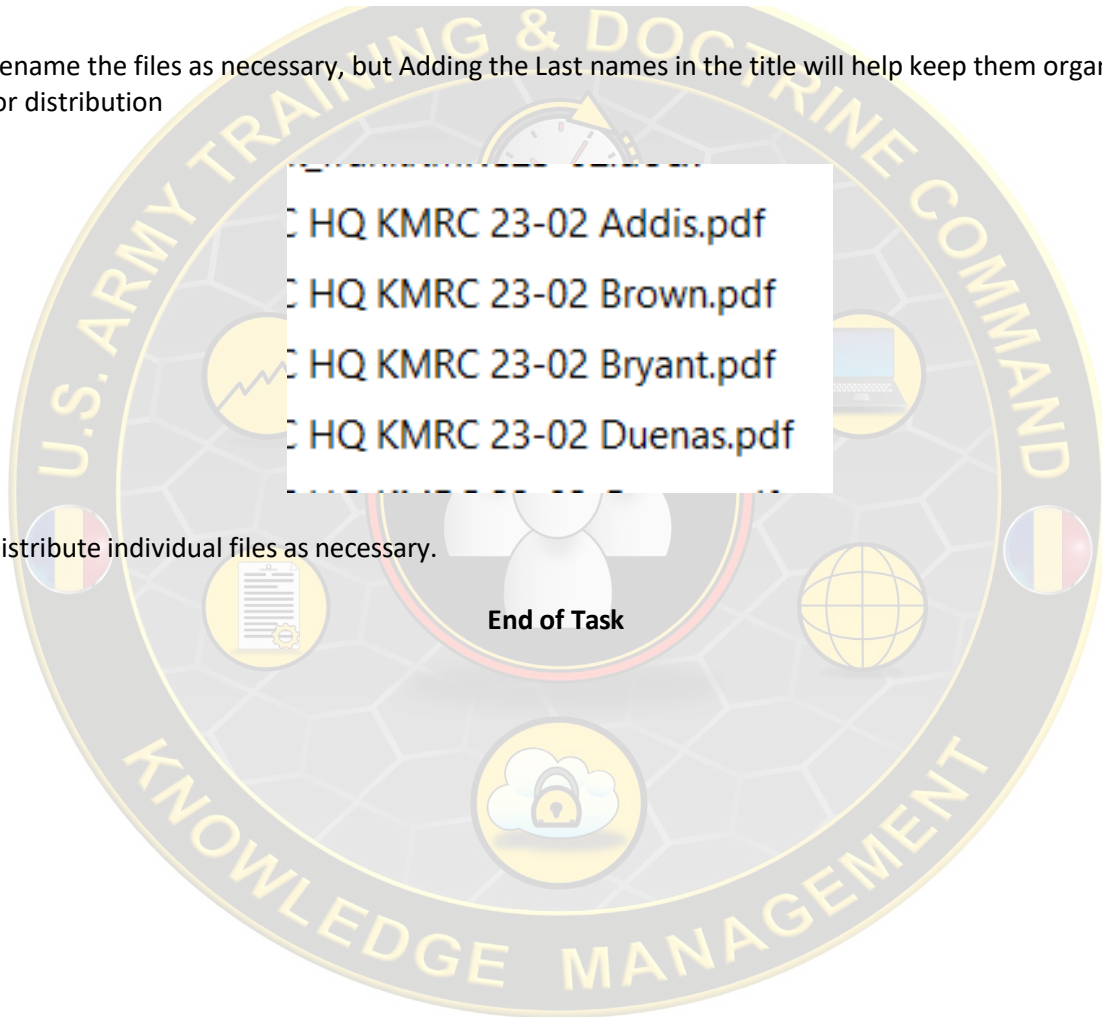 ename the files as necessary, but Adding the Last names in the title will help keep them organ
or distribution
C HQ KMRC 23-02 Addis.pdf
C HQ KMRC 23-02 Brown.pdf
C HQ KMRC 23-02 Bryant.pdf
C HQ KMRC 23-02 Duenas.pdf
istribute individual files as necessary.
End of Task
U.S. ARMY TRAINING & DOCTRINE COMMAND
KNOWLEDGE MANAGEMENT